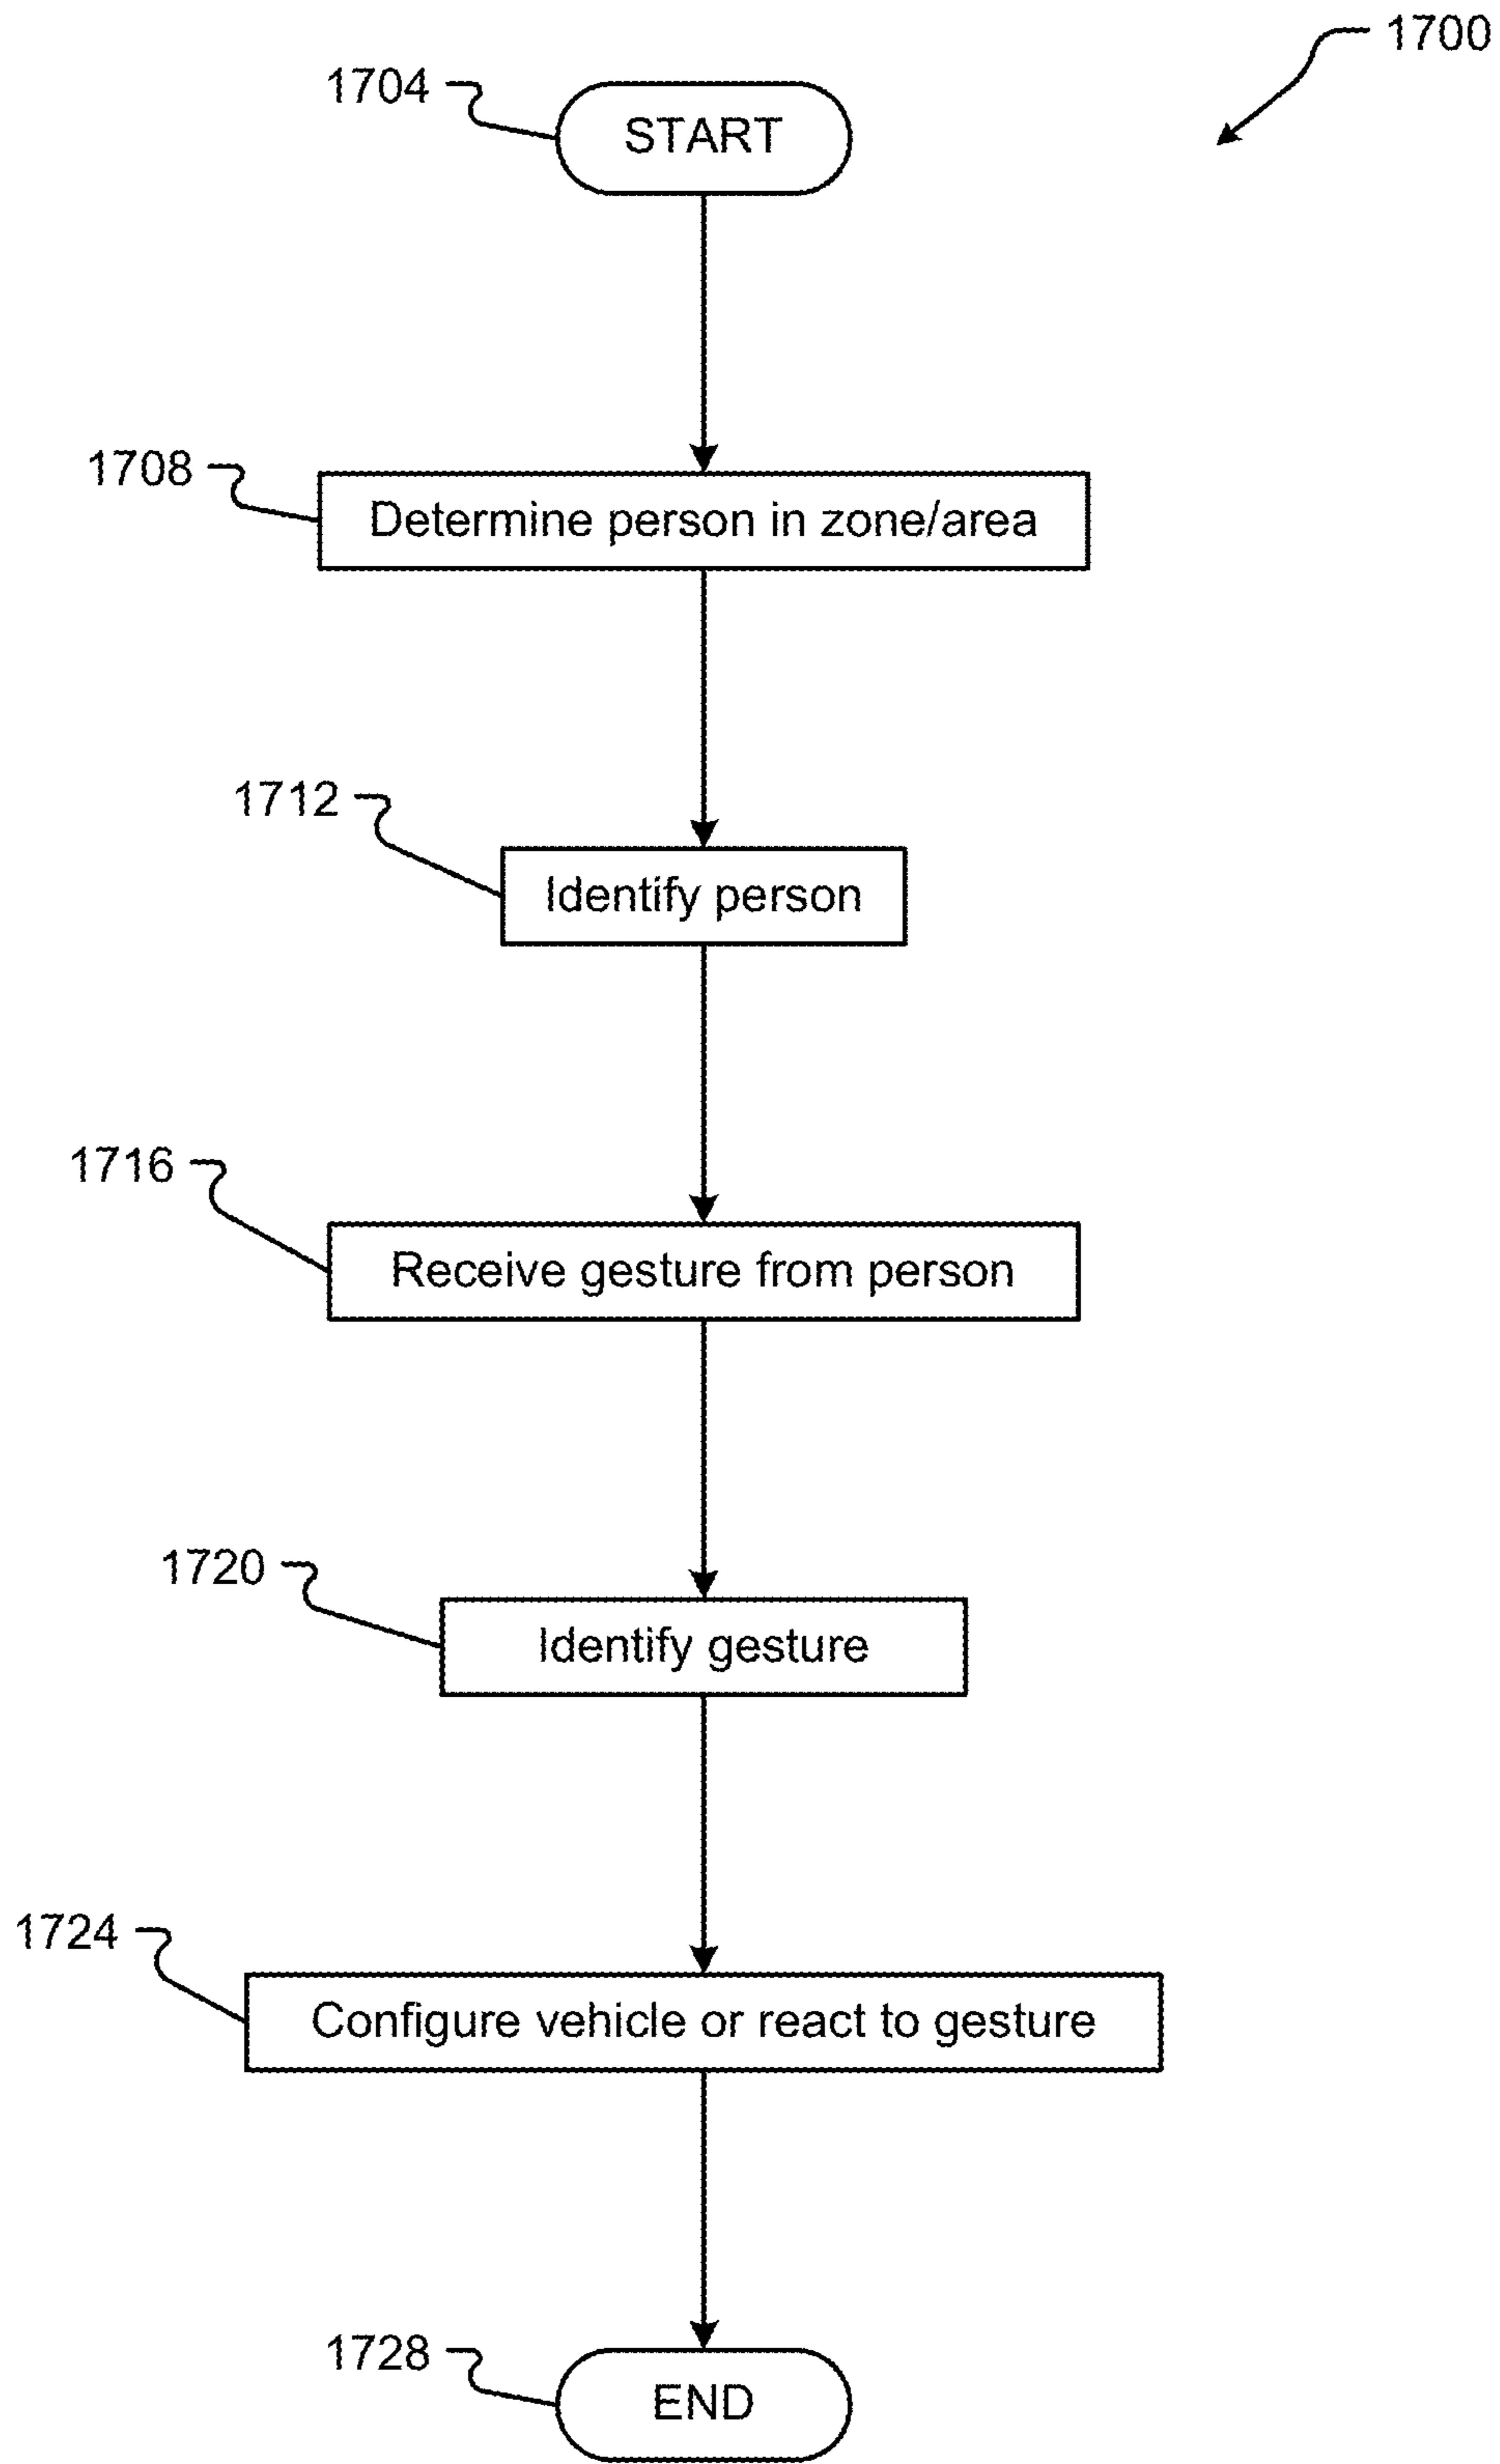 1700
1704
START
1708
Determine person in zone/area
1712
Identify person
1716
Receive gesture from person
1720
Identify gesture
1724
Configure vehicle or react to gesture
1728
END